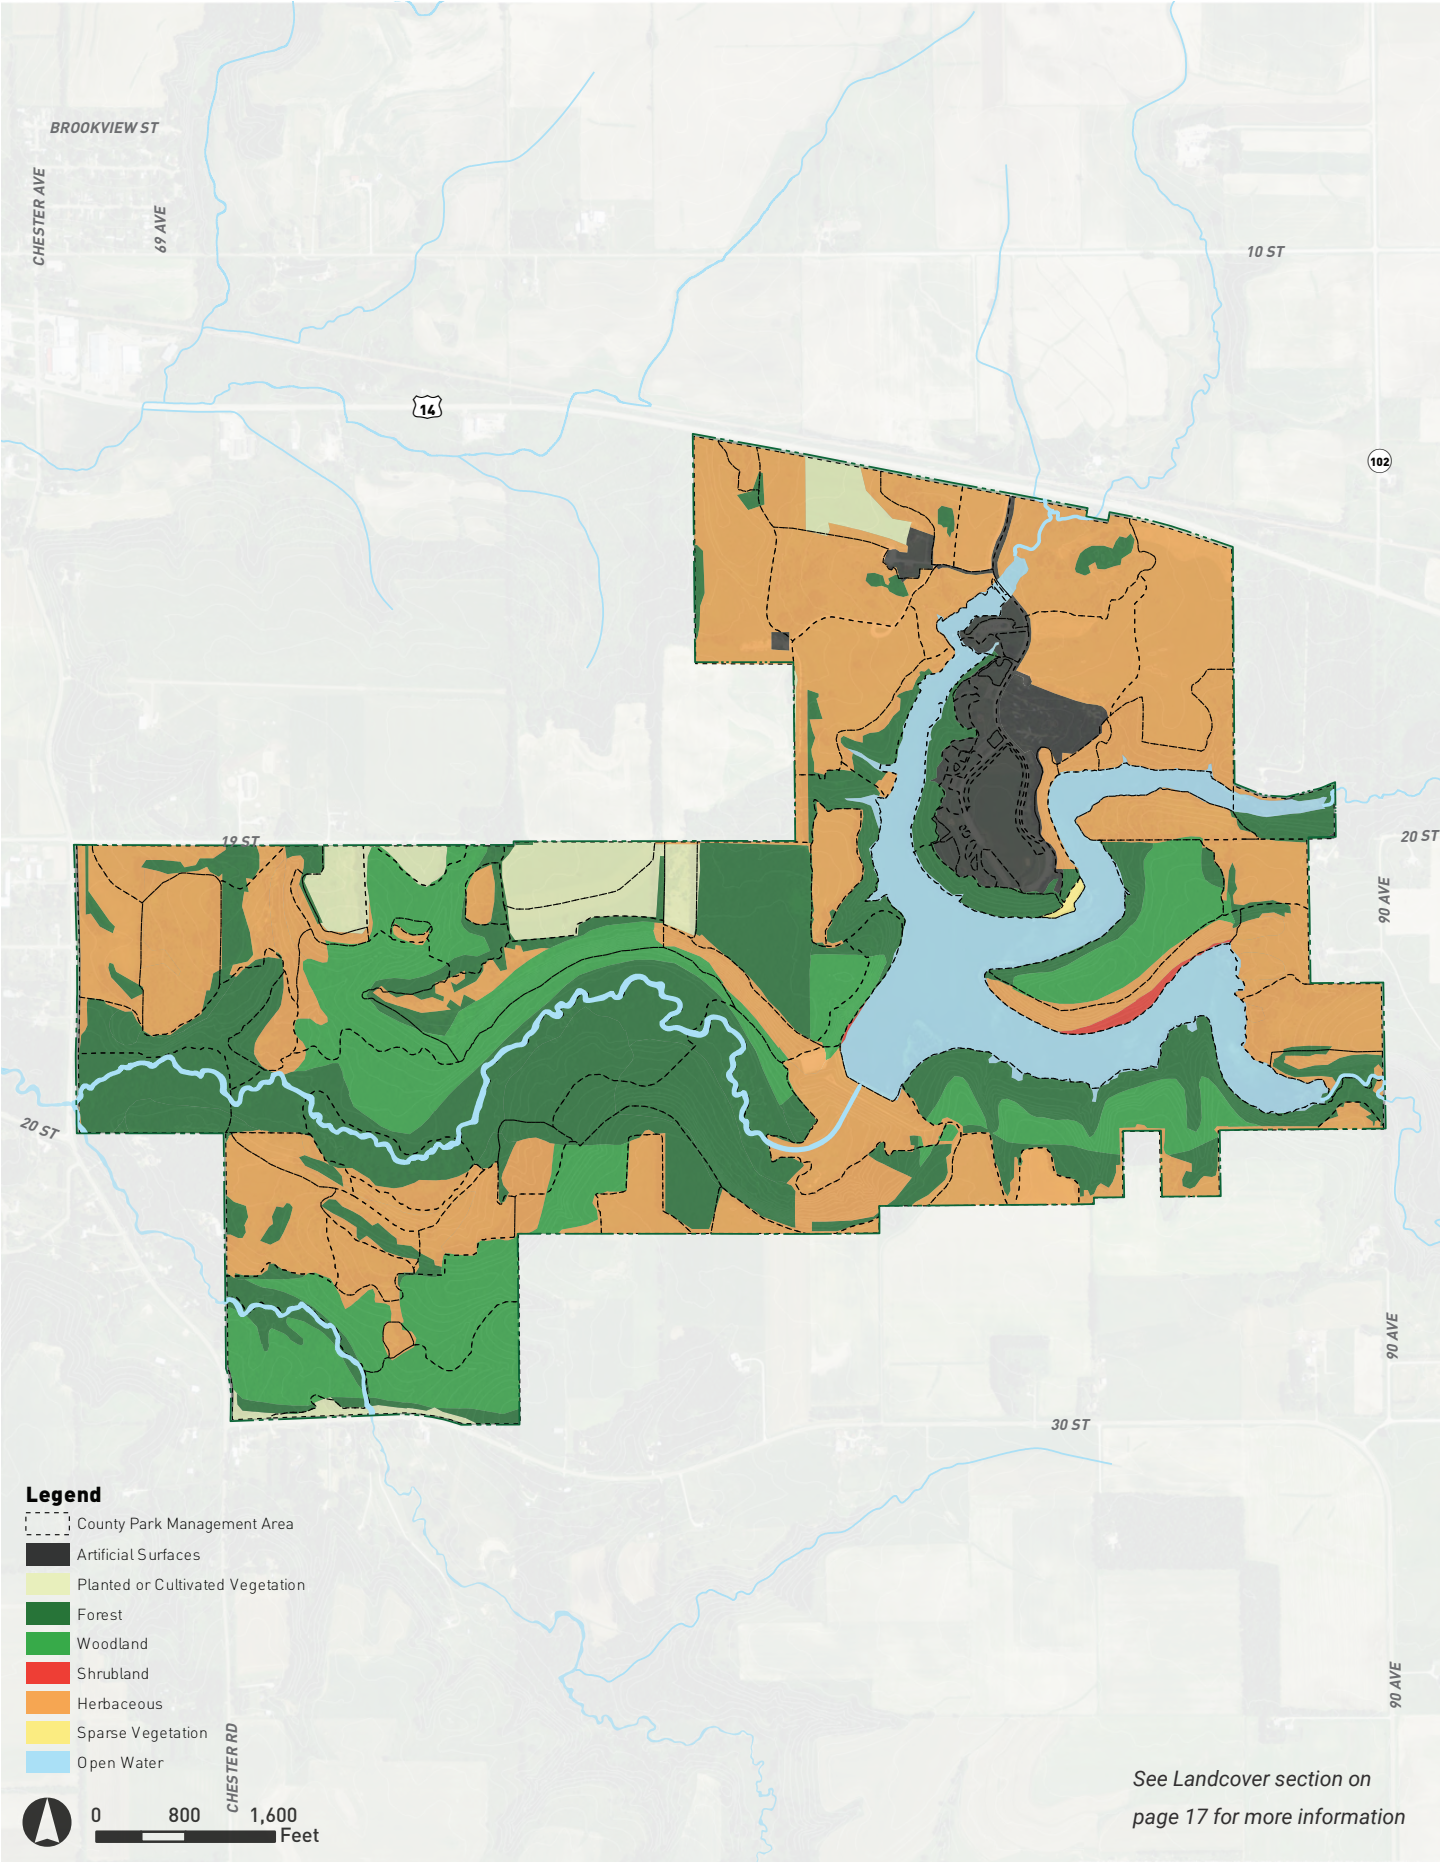 BROOKVIEW ST
CHESTER AVE
69 AVE
10 ST
14
102
19 ST
20 ST
90 AVE
20 ST
90 AVE
30 ST
90 AVE
CHESTER RD
Legend
County Park Management Area
Artificial Surfaces
Planted or Cultivated Vegetation
Forest
Woodland
Shrubland
Herbaceous
Sparse Vegetation
Open Water
0 800 1,600
Feet
See Landcover section on
page 17 for more information